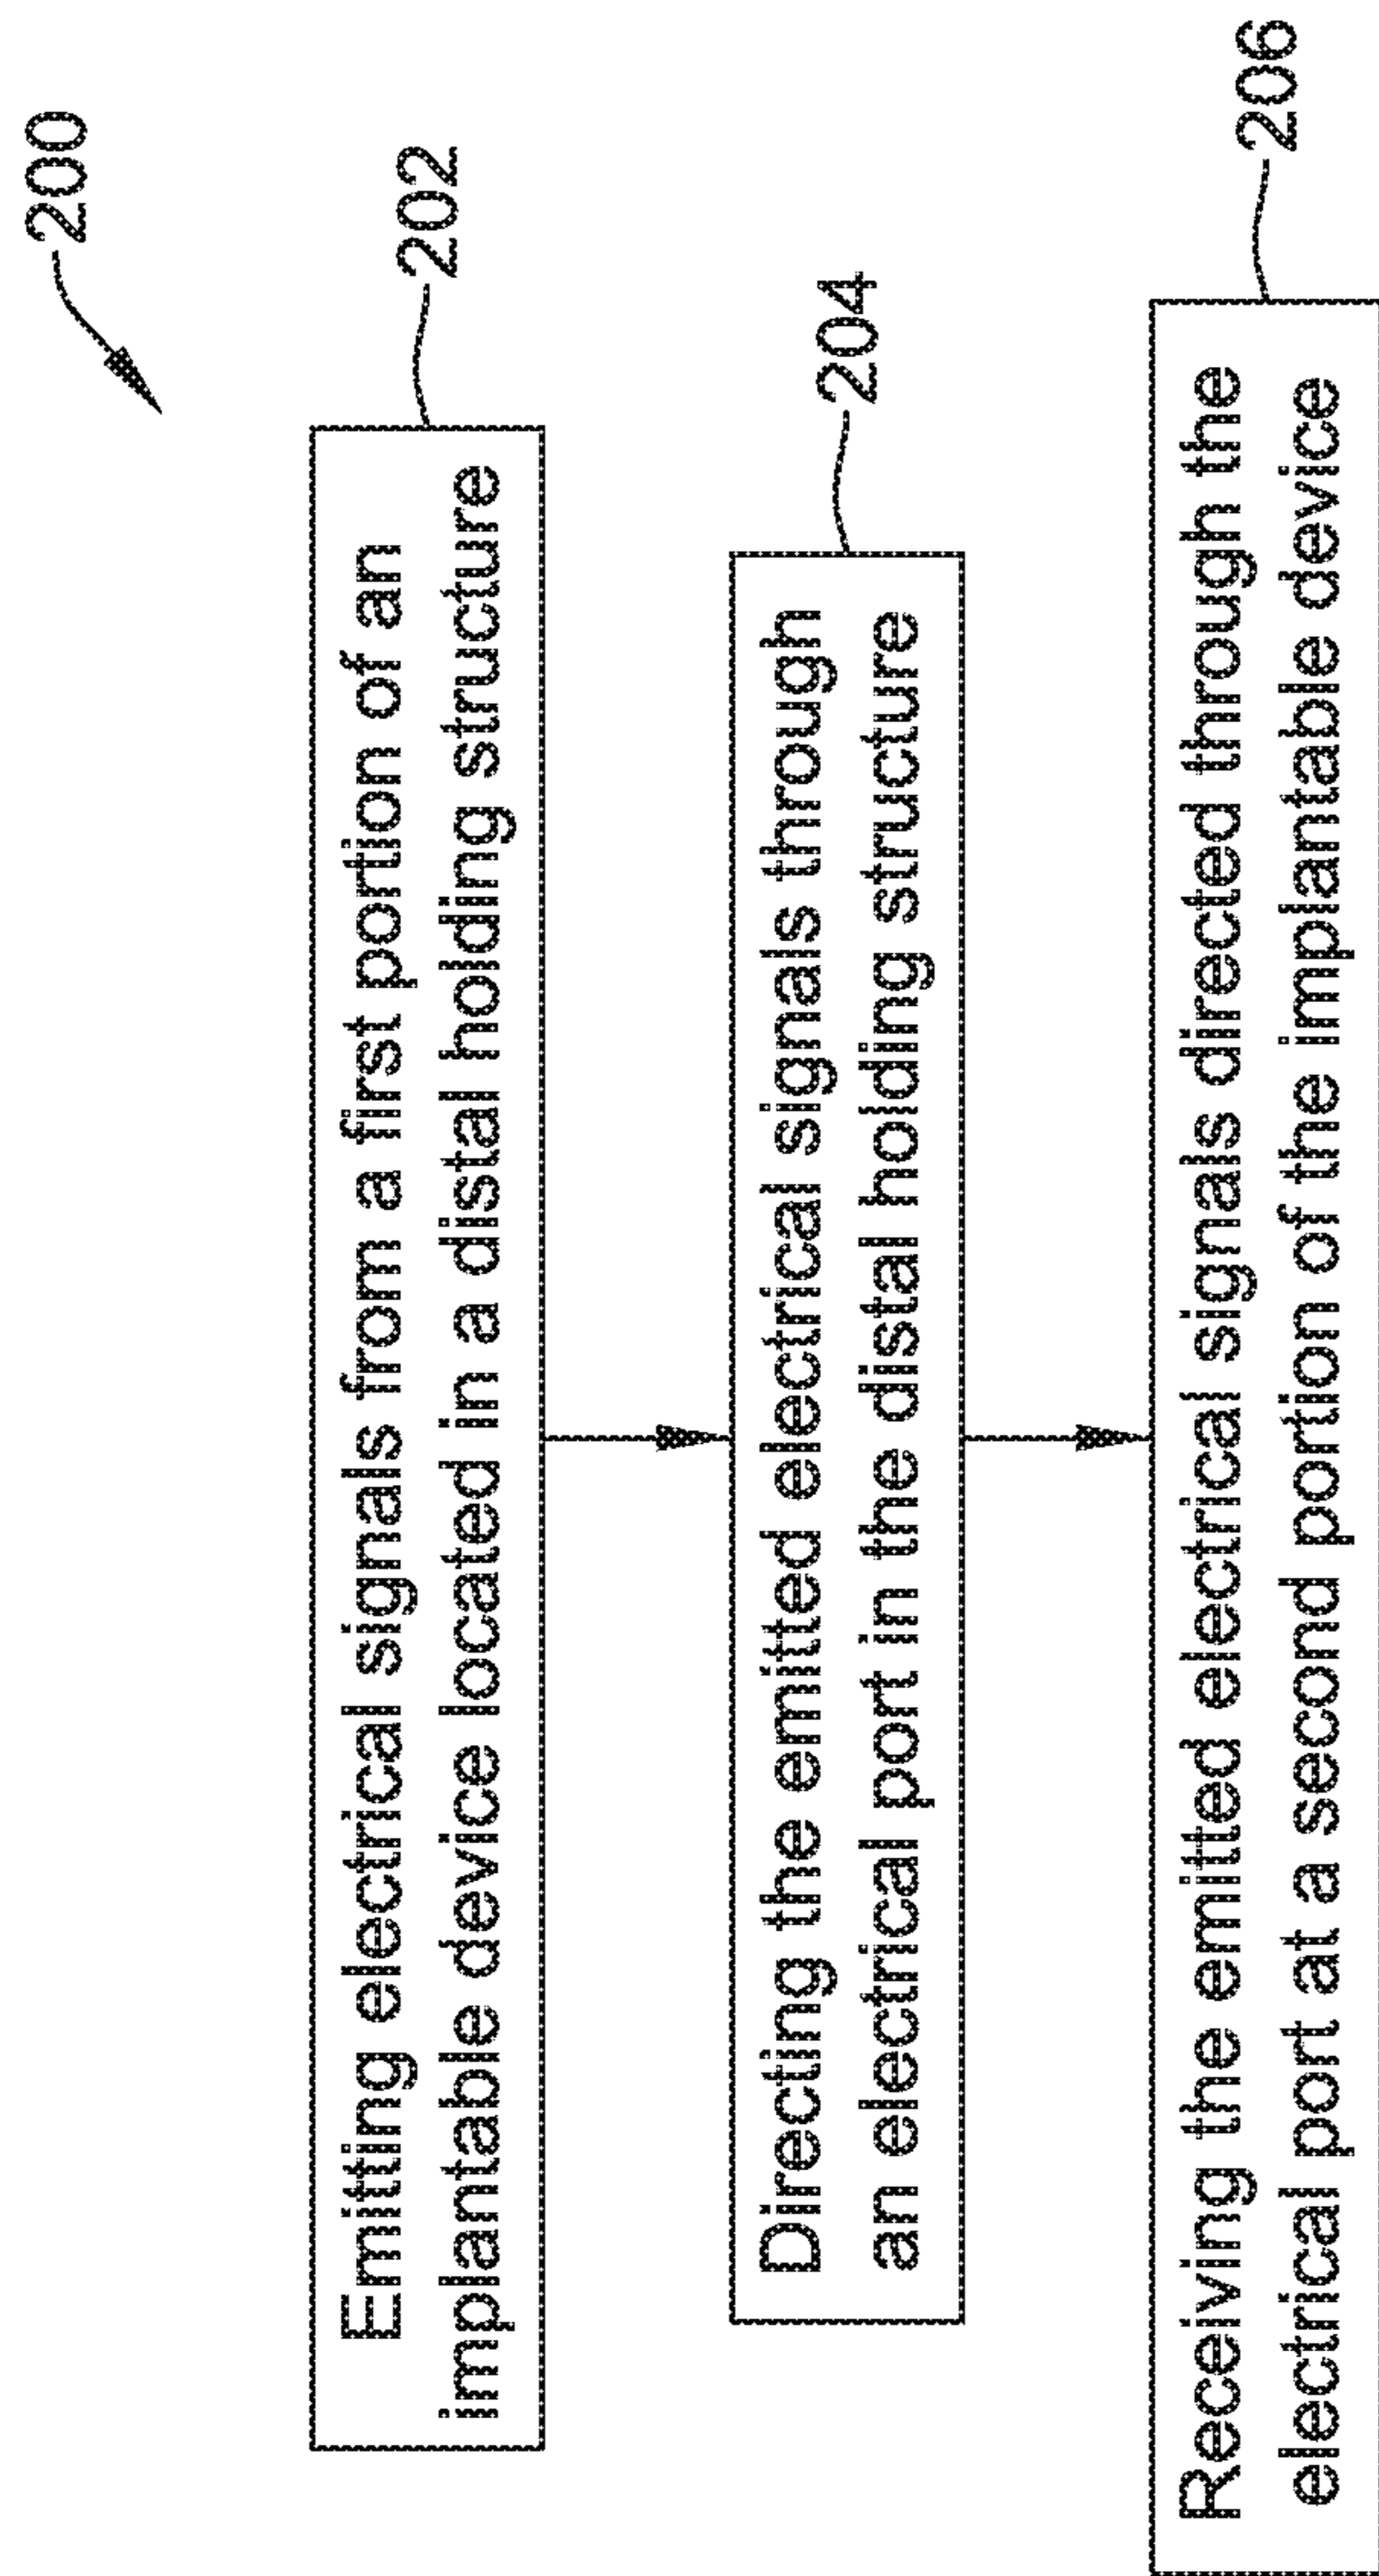 200
Emitting electrical signals from a first portion of an
implantable device located in a distal holding structure
202
Directing the emitted electrical signals through
an electrical port in the distal holding structure
204
Receiving the emitted electrical signals directed through the
electrical port at a second portion of the implantable device
206